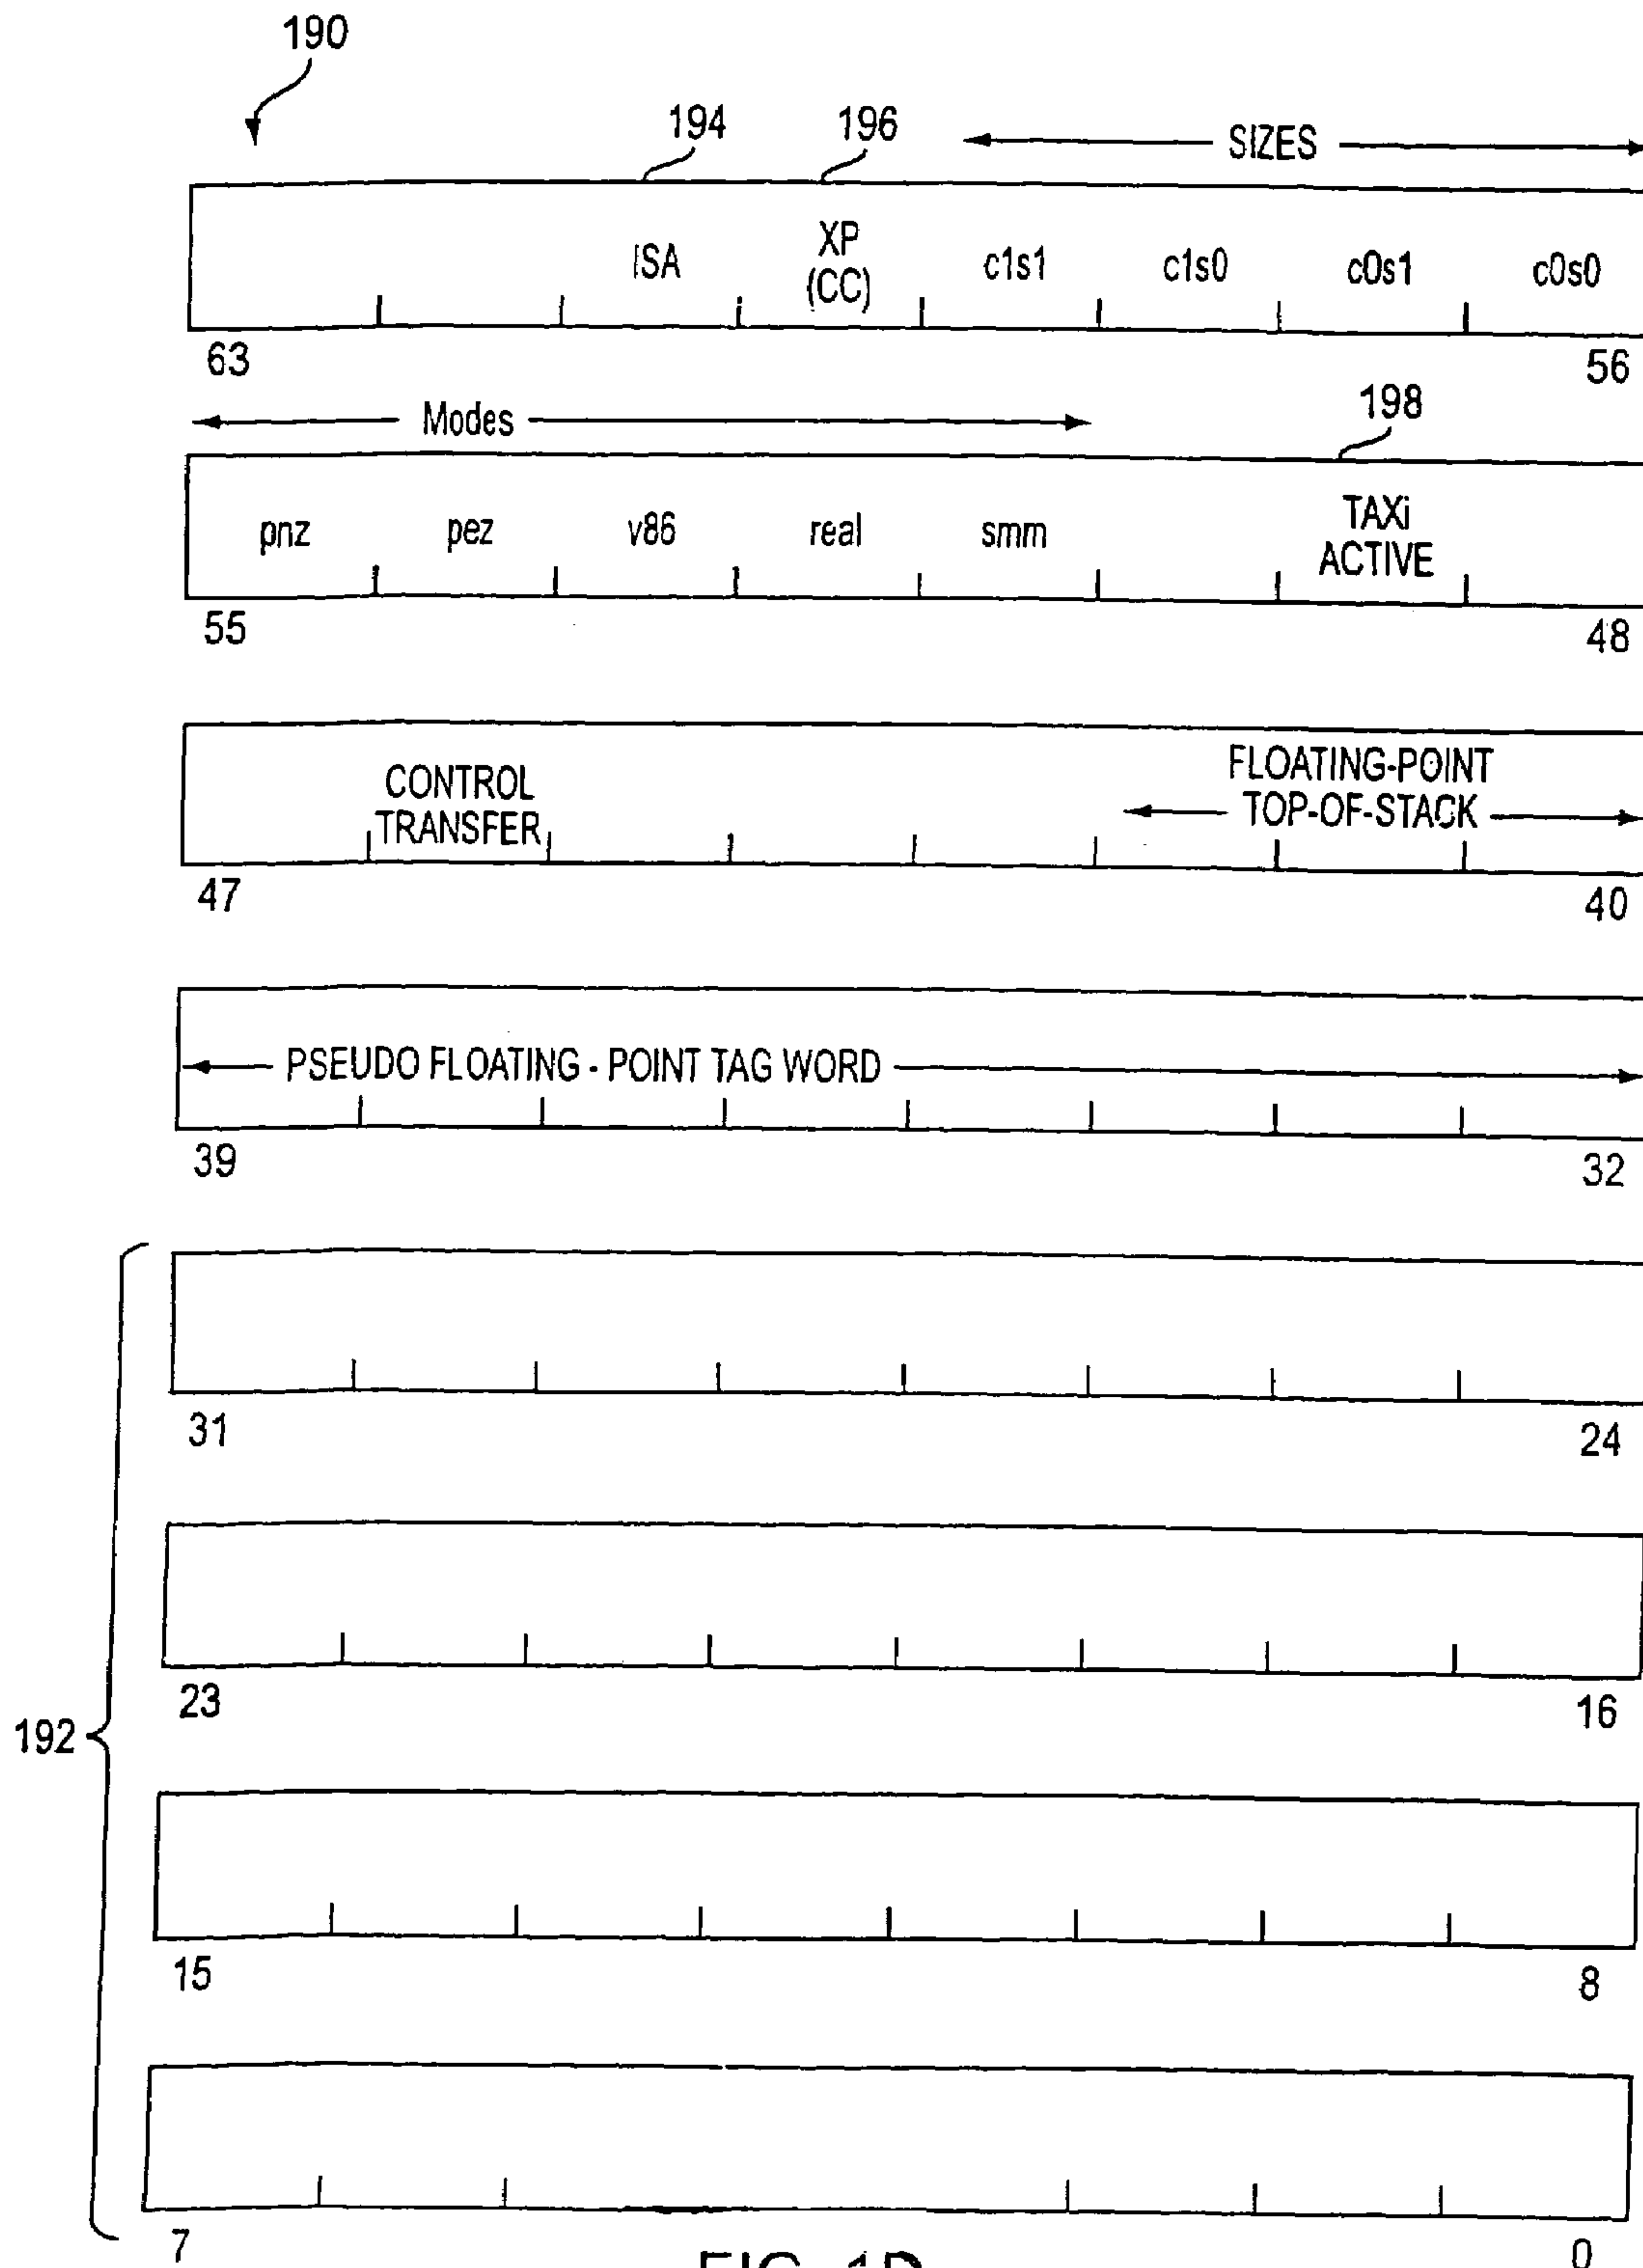 190
194 196 SIZES
ISA XP (CC) c1s1 c1s0 c0s1 c0s0
63 56
Modes 198
pnz pez v86 real smm TAXi ACTIVE
55 48
CONTROL TRANSFER FLOATING-POINT TOP-OF-STACK
47 40
PSEUDO FLOATING - POINT TAG WORD
39 32
31 24
23 16
192
15 8
7 0
FIG. 1D